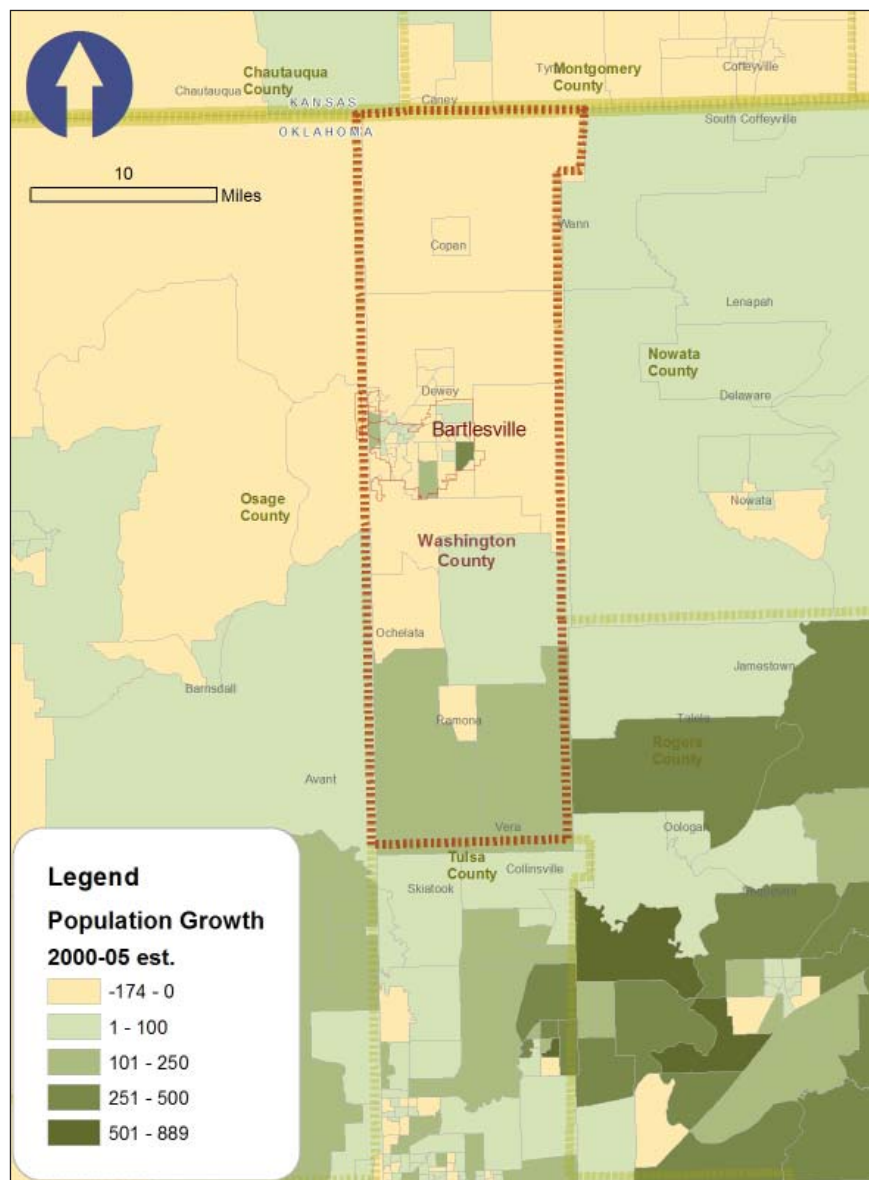 Chautauqua
County
Chautauqua
KANSAS
OKLAHOMA
Caney
Montgomery
County
Coffeyville
South Coffeyville
10
Miles
Wann
Copan
Lenapah
Nowata
County
Delaware
Dewey
Bartlesville
Nowata
Osage
County
Washington
County
Ochelata
Barnsdall
Jamestown
Ramona
Talala
Rogers
County
Avant
Vera
Oologah
Tulsa
County
Collinsville
Skiatook
Legend
Population Growth
2000-05 est.
-174 - 0
1 - 100
101 - 250
251 - 500
501 - 889